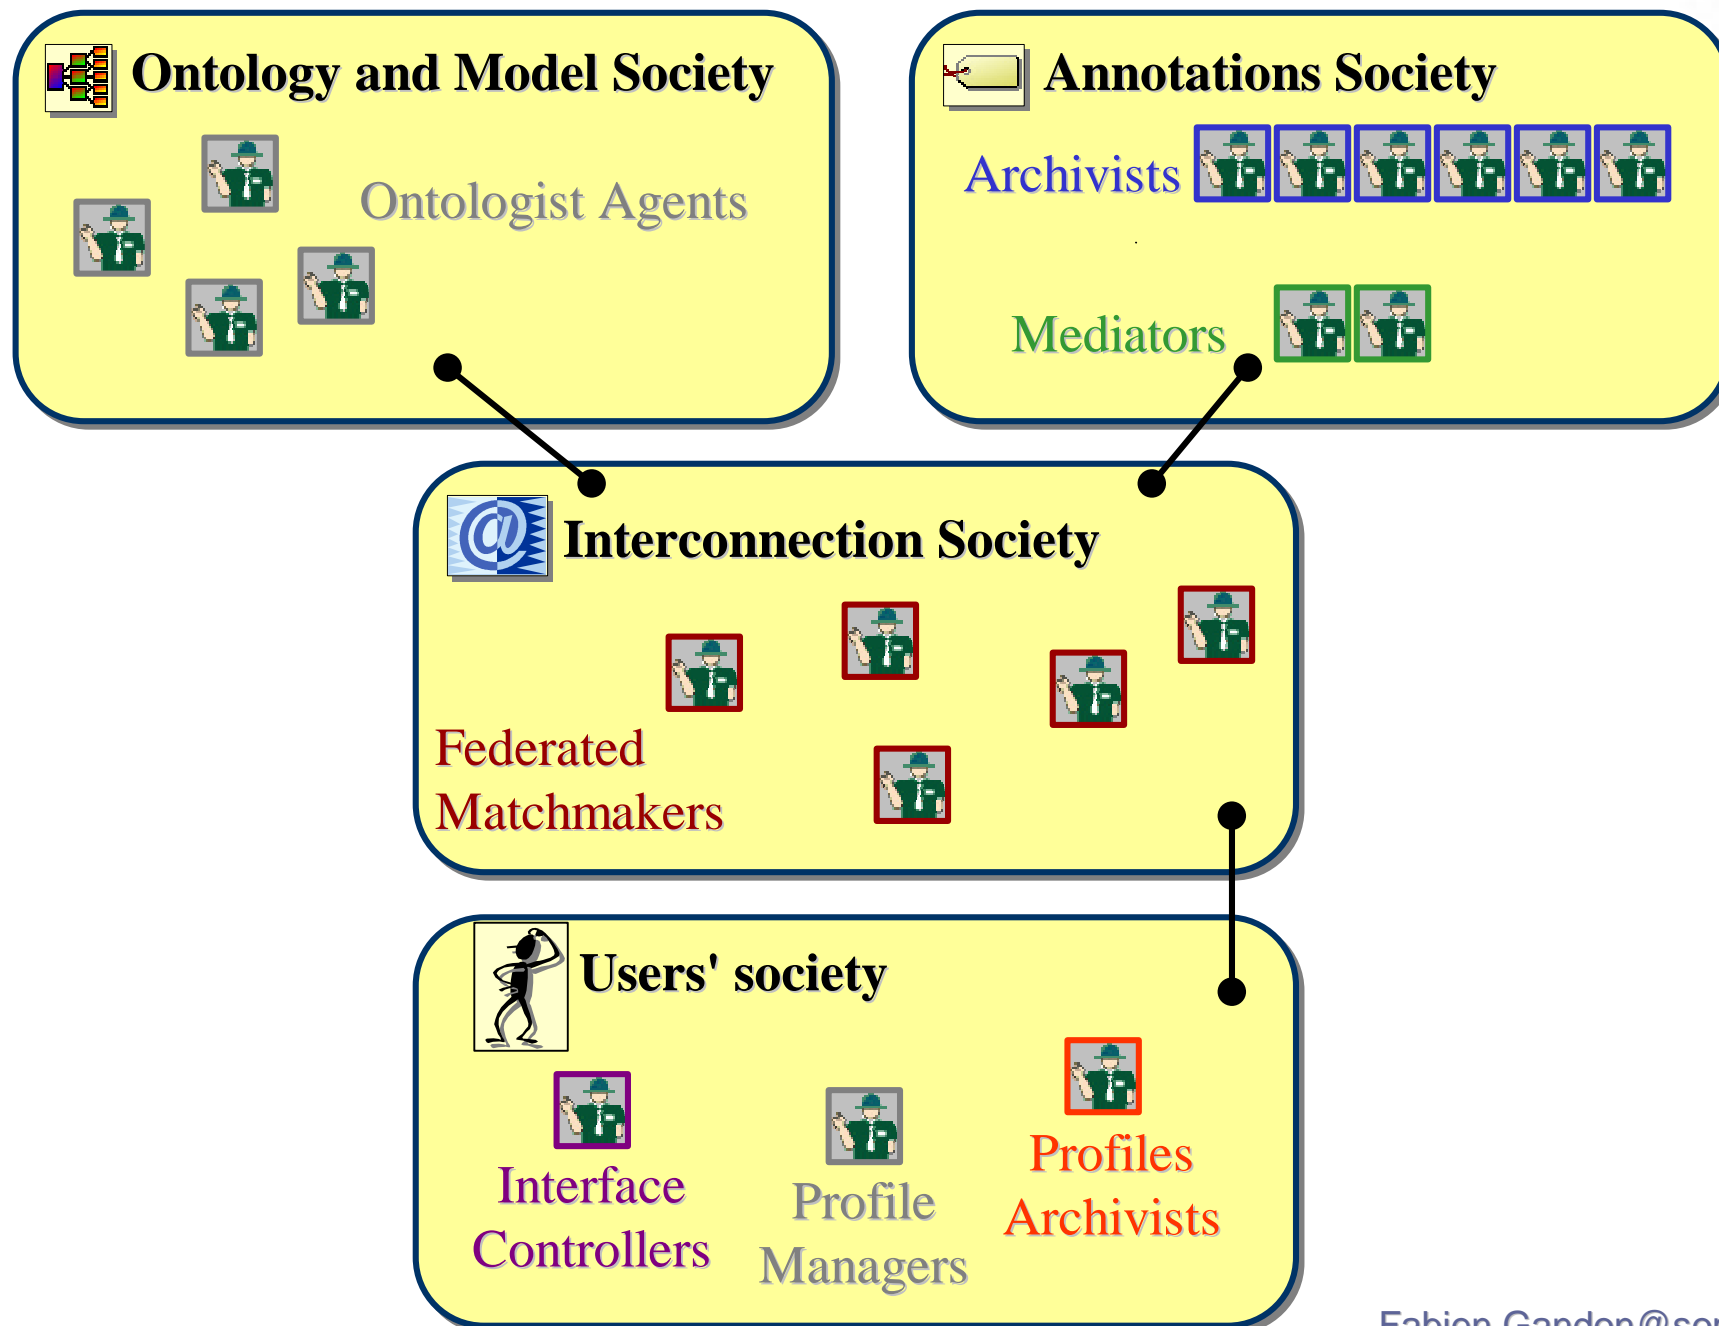 Ontology and Model Society
Ontologist Agents
Annotations Society
Archivists
Mediators
@
Interconnection Society
Federated
Matchmakers
Users' society
Interface
Controllers
Profile
Managers
Profiles
Archivists